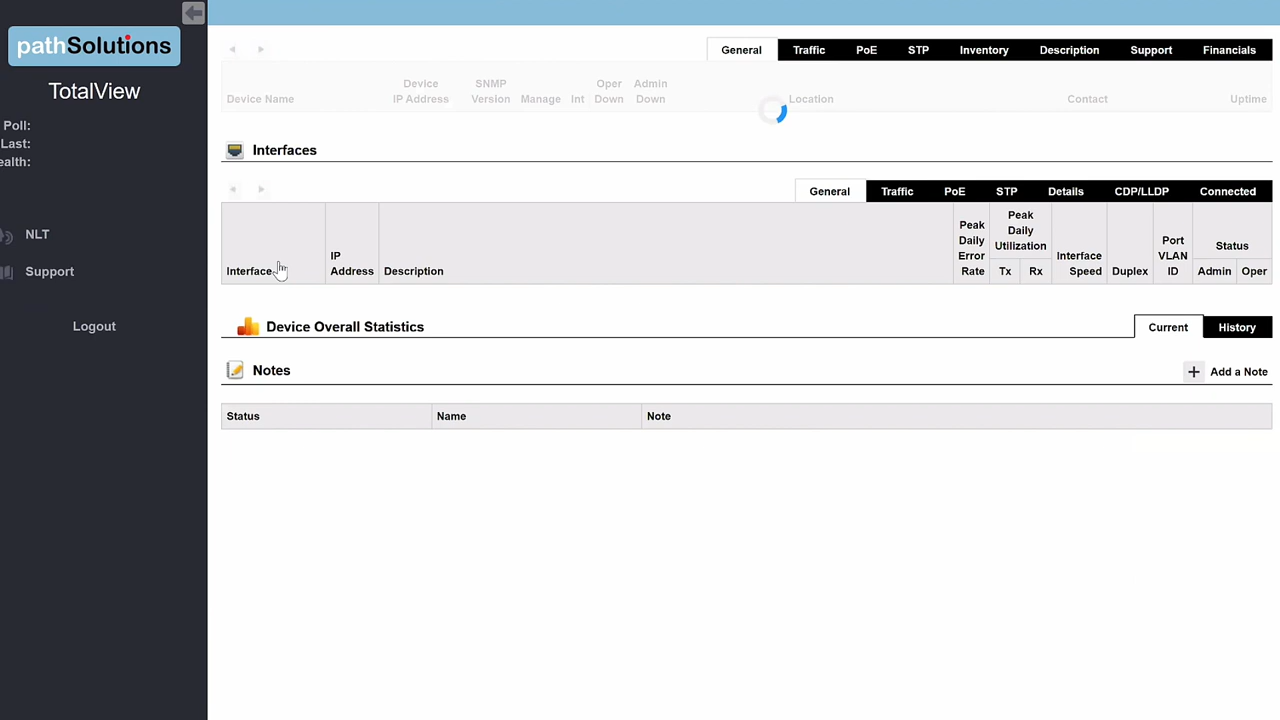 pathSolutions
TotalView
Poll:
Last:
ealth:
NLT
Support
Logout
General Traffic PoE STP Inventory Description Support Financials
Device Name Device IP Address SNMP Version Manage Int Oper Down Admin Down Location Contact Uptime
Interfaces
General Traffic PoE STP Details CDP/LLDP Connected
Interface IP Address Description Peak Daily Error Rate Peak Daily Utilization Tx Rx Interface Speed Duplex Port VLAN ID Status Admin Oper
Device Overall Statistics Current History
Notes + Add a Note
Status Name Note